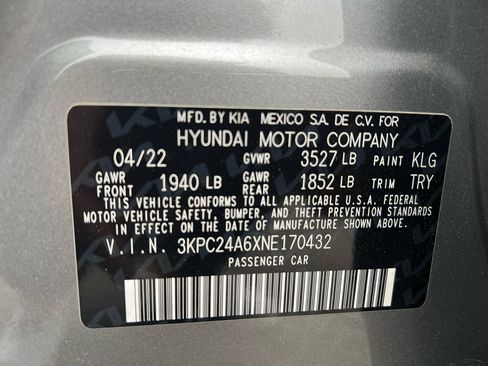 MFD. BY KIA MEXICO S.A. DE C.V. FOR
HYUNDAI MOTOR COMPANY
04/22 GVWR 3527 LB PAINT KLG
GAWR FRONT 1940 LB GAWR REAR 1852 LB TRIM TRY
THIS VEHICLE CONFORMS TO ALL APPLICABLE U.S.A. FEDERAL
MOTOR VEHICLE SAFETY, BUMPER, AND THEFT PREVENTION STANDARDS
IN EFFECT ON THE DATE OF MANUFACTURE SHOWN ABOVE.
V.I.N. 3KPC24A6XNE170432
PASSENGER CAR